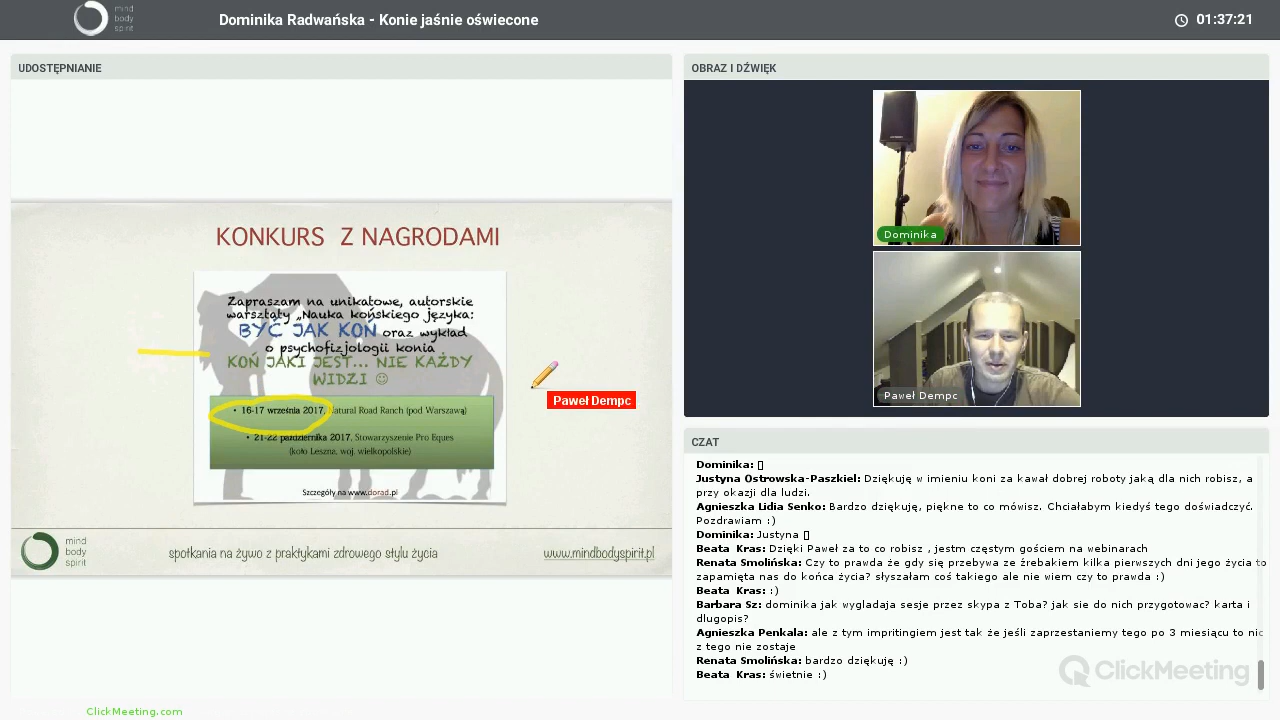 mind
body
spirit
Dominika Radwańska - Konie jaśnie oświecone
01:37:21
UDOSTĘPNIANIE
KONKURS Z NAGRODAMI
Zapraszam na unikatowe, autorskie
warsztaty „Nauka końskiego języka:
BYĆ JAK KOŃ oraz wykład
o psychofizjologii konia
KOŃ JAKI JEST... NIE KAŻDY
WIDZI ☺
• 16-17 września 2017, Natural Road Ranch (pod Warszawą)
• 21-22 października 2017, Stowarzyszenie Pro Eques
(koło Leszna, woj. wielkopolskie)
Szczegóły na www.dorad.pl
Paweł Dempc
mind
body
spirit
spotkania na żywo z praktykami zdrowego stylu życia
www.mindbodyspirit.pl
ClickMeeting.com
OBRAZ I DŹWIĘK
Dominika
Paweł Dempc
CZAT
Dominika: []
Justyna Ostrowska-Paszkiel: Dziękuję w imieniu koni za kawał dobrej roboty jaką dla nich robisz, a
przy okazji dla ludzi.
Agnieszka Lidia Senko: Bardzo dziękuję, piękne to co mówisz. Chciałabym kiedyś tego doświadczyć.
Pozdrawiam :)
Dominika: Justyna []
Beata Kras: Dzięki Paweł za to co robisz , jestm częstym gościem na webinarach
Renata Smolińska: Czy to prawda że gdy się przebywa ze źrebakiem kilka pierwszych dni jego życia to
zapamięta nas do końca życia? słyszałam coś takiego ale nie wiem czy to prawda :)
Beata Kras: :)
Barbara Sz: dominika jak wygladaja sesje przez skypa z Toba? jak sie do nich przygotowac? karta i
dlugopis?
Agnieszka Penkala: ale z tym impritingiem jest tak że jeśli zaprzestaniemy tego po 3 miesiącu to nic
z tego nie zostaje
Renata Smolińska: bardzo dziękuję :)
Beata Kras: świetnie :)
ClickMeeting